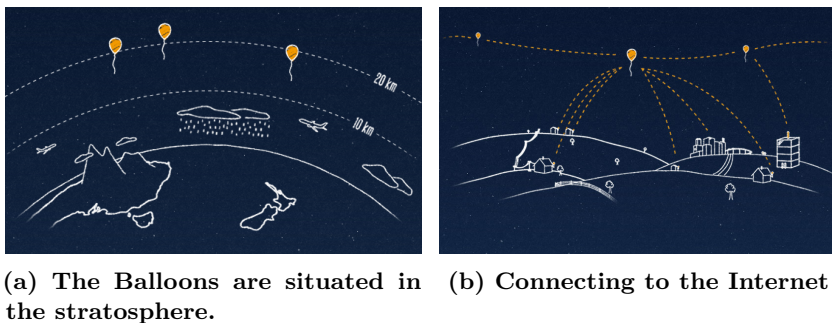 20 km
10 km
(a) The Balloons are situated in
the stratosphere.
(b) Connecting to the Internet